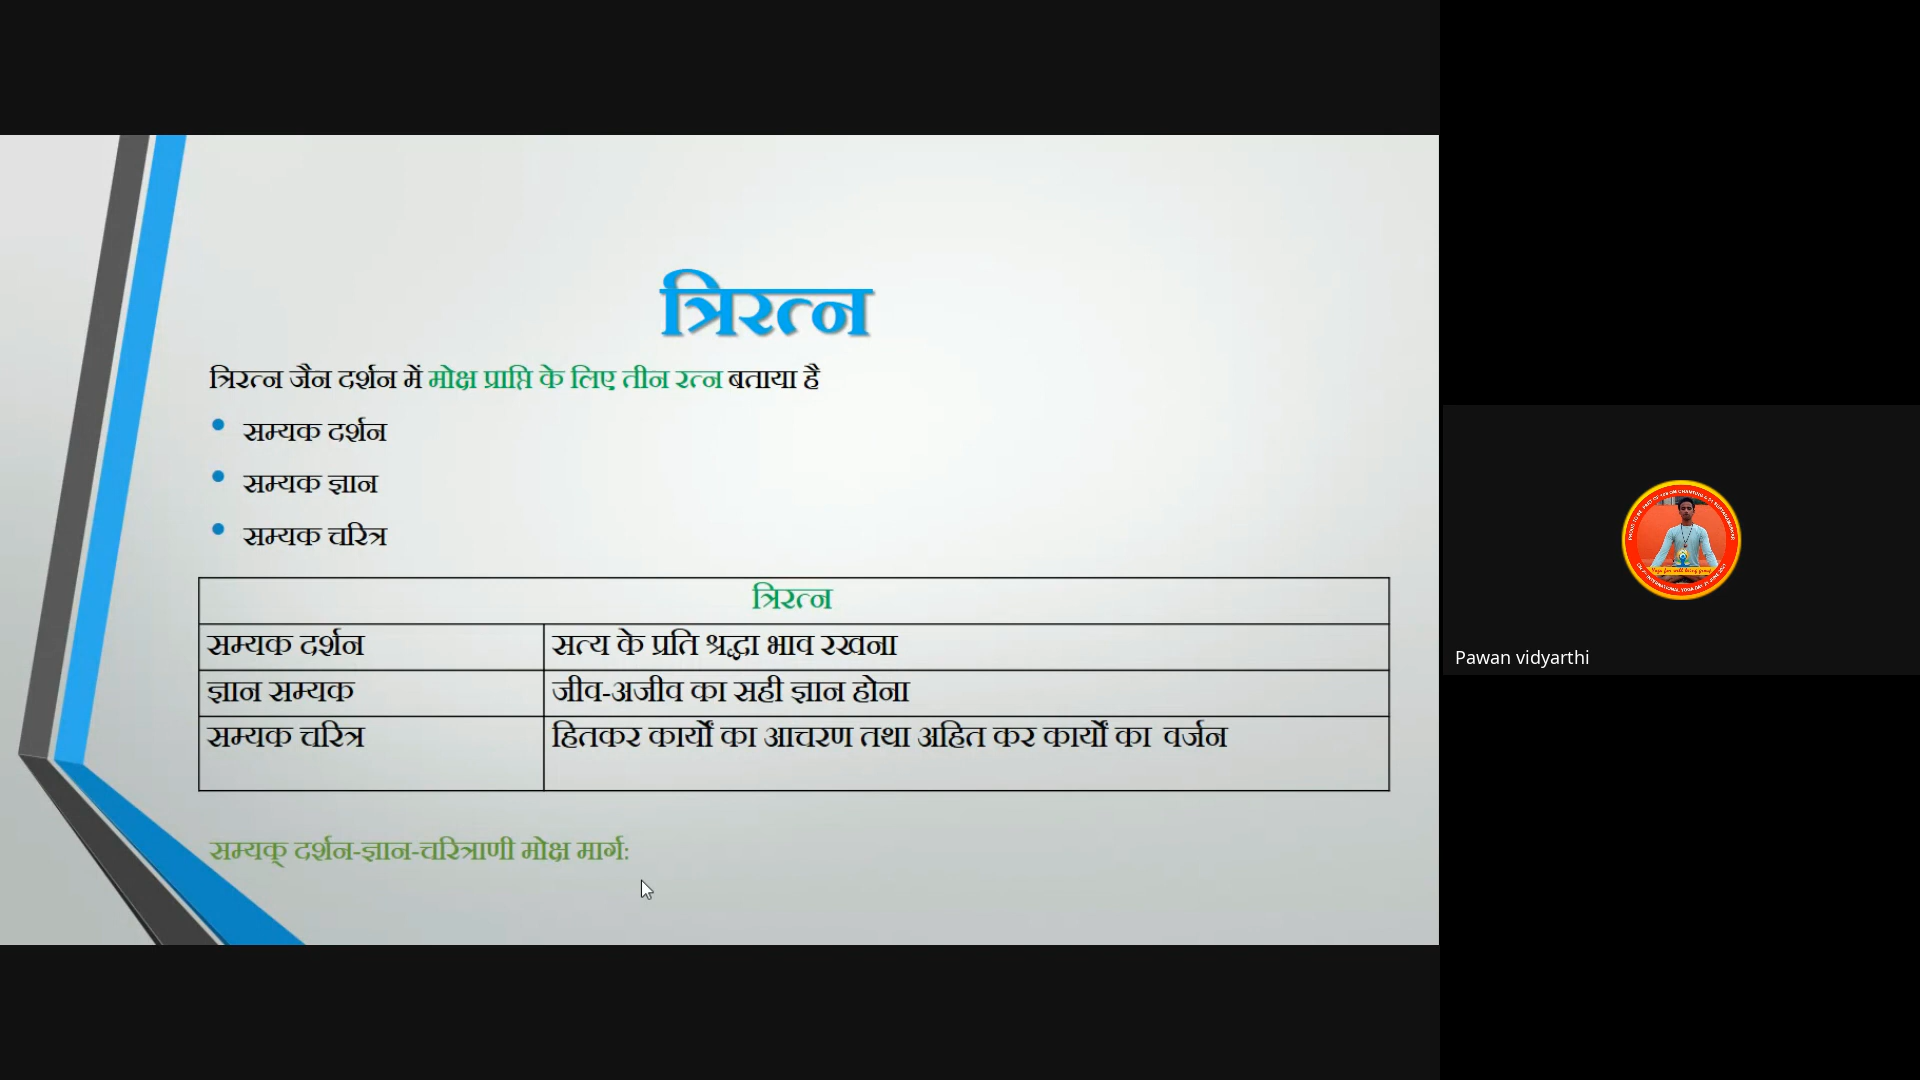 त्रिरत्न
त्रिरत्न जैन दर्शन में मोक्ष प्राप्ति के लिए तीन रत्न बताया है
सम्यक दर्शन
सम्यक ज्ञान
सम्यक चरित्र
त्रिरत्न
सम्यक दर्शन सत्य के प्रति श्रद्धा भाव रखना
ज्ञान सम्यक जीव-अजीव का सही ज्ञान होना
सम्यक चरित्र हितकर कार्यों का आचरण तथा अहित कर कार्यों का वर्जन
सम्यक् दर्शन-ज्ञान-चरित्राणी मोक्ष मार्ग:
Pawan vidyarthi